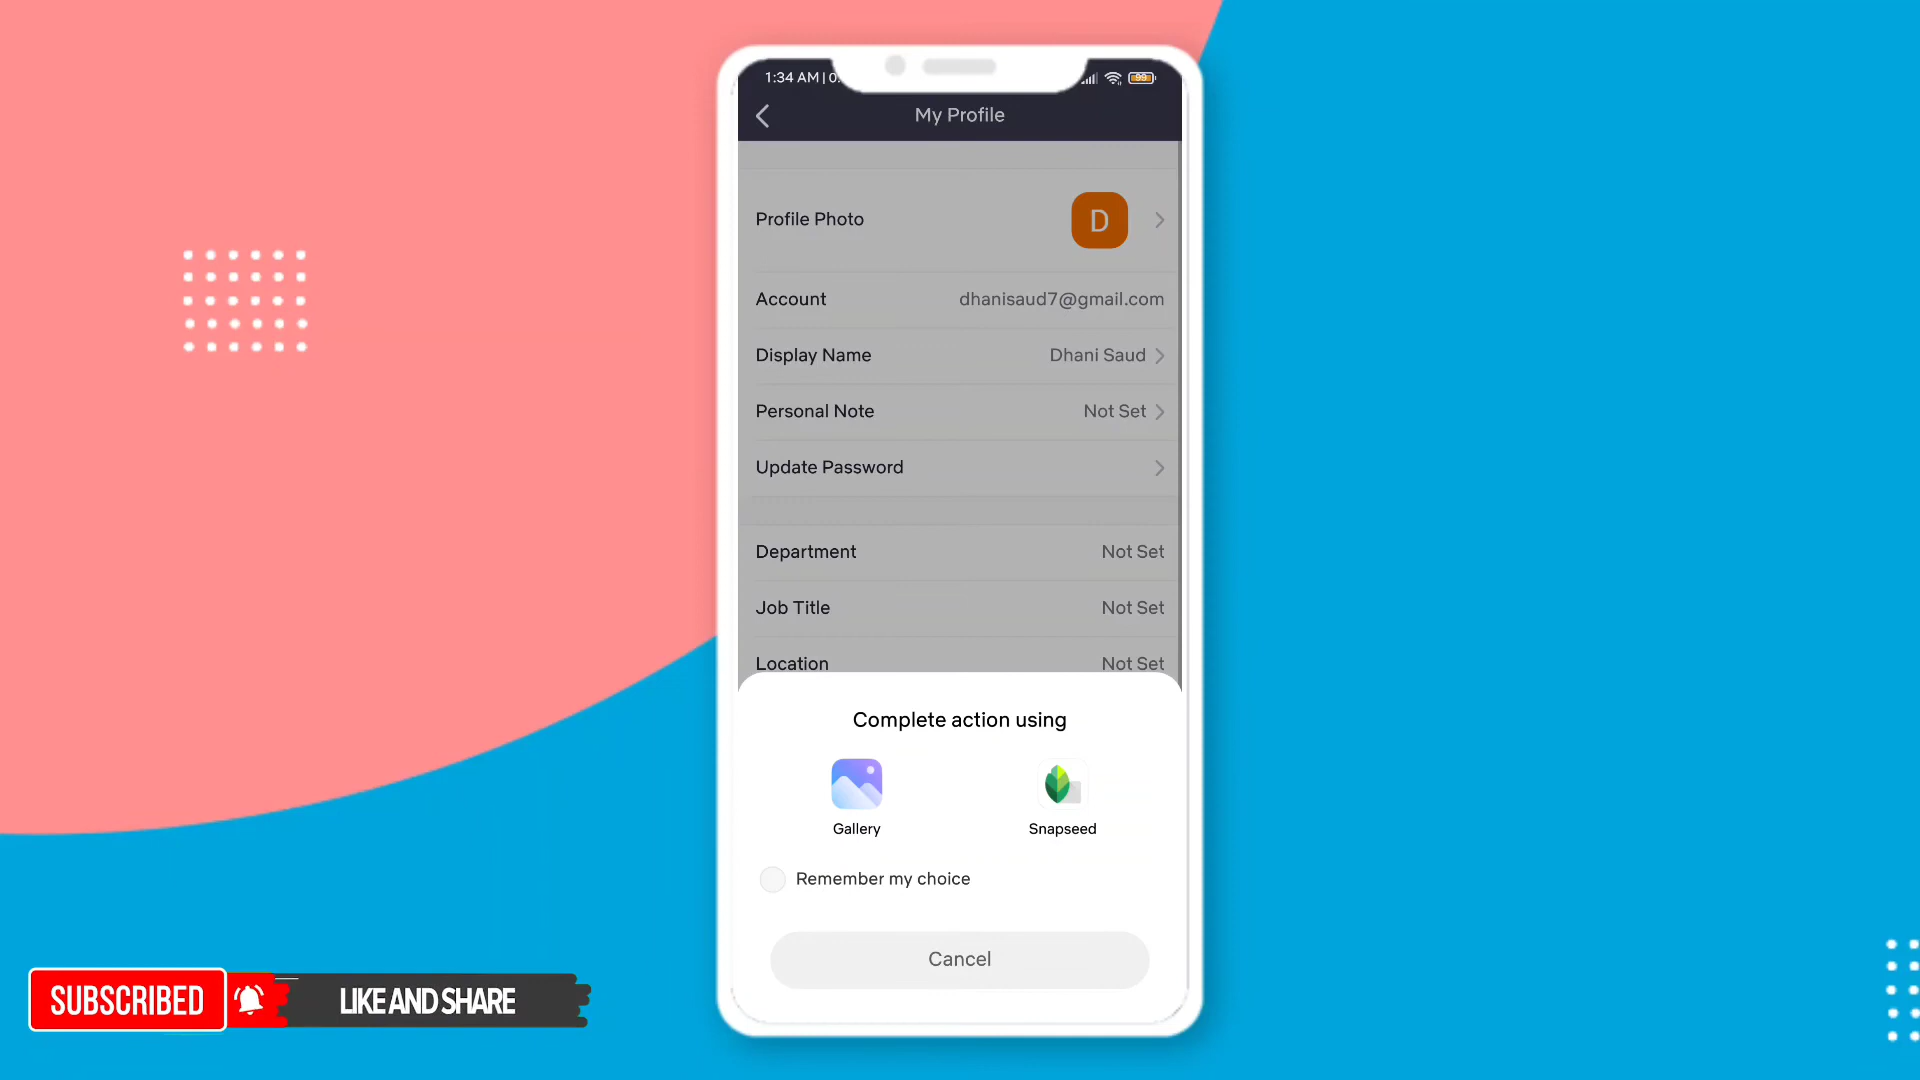 1:34 AM | 0.
99
My Profile
Profile Photo
D
Account dhanisaud7@gmail.com
Display Name Dhani Saud
Personal Note Not Set
Update Password
Department Not Set
Job Title Not Set
Location Not Set
Complete action using
Gallery Snapseed
Remember my choice
Cancel
SUBSCRIBED LIKE AND SHARE